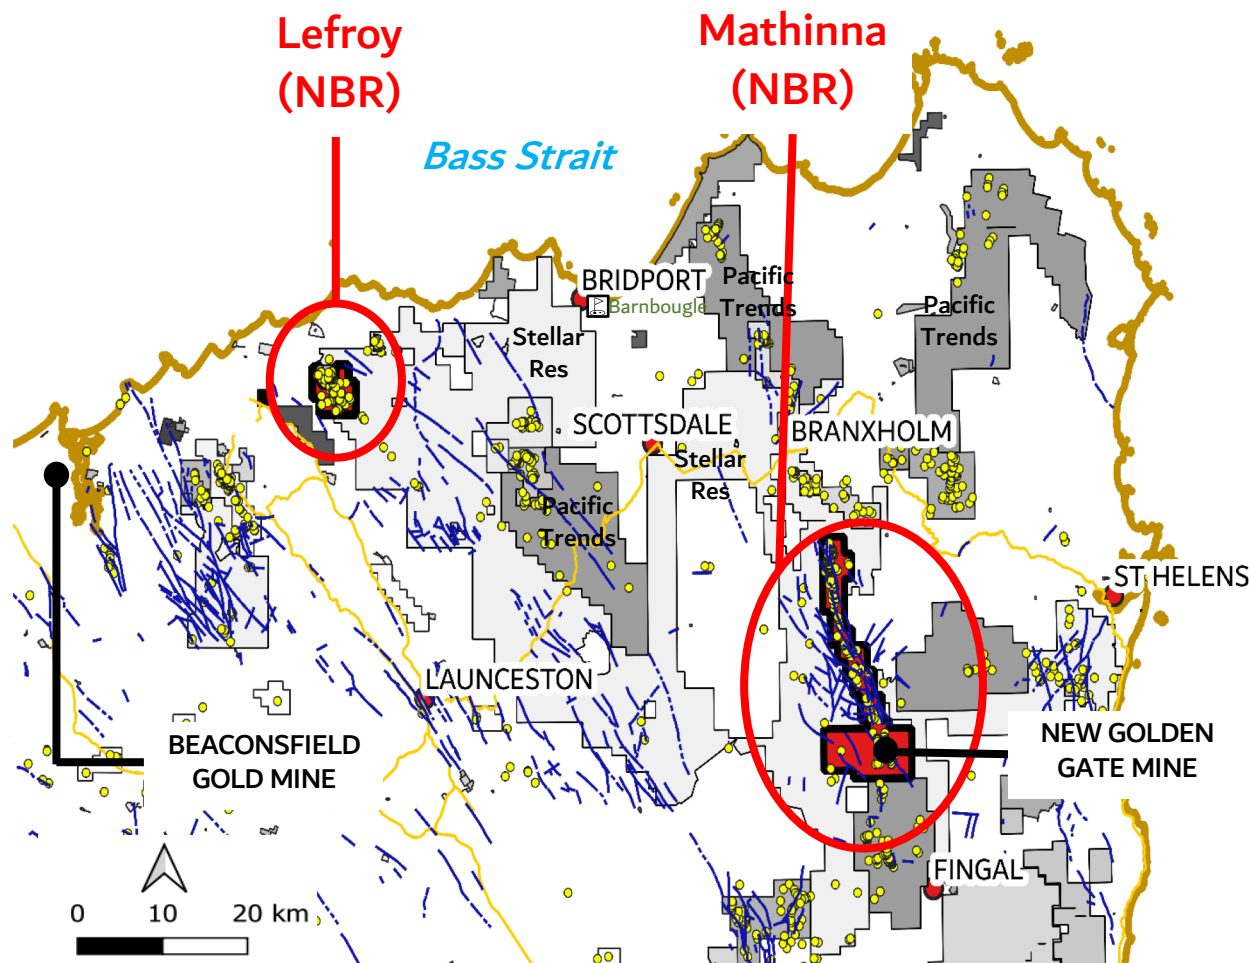 Lefroy
(NBR)
Mathinna
(NBR)
Bass Strait
BRIDPORT
Barnbougle
Pacific
Trends
Pacific
Trends
Stellar
Res
SCOTTSDALE
BRANXHOLM
Stellar
Res
Pacific
Trends
ST HELENS
LAUNCESTON
BEACONSFIELD
GOLD MINE
NEW GOLDEN
GATE MINE
FINGAL
0 10 20 km